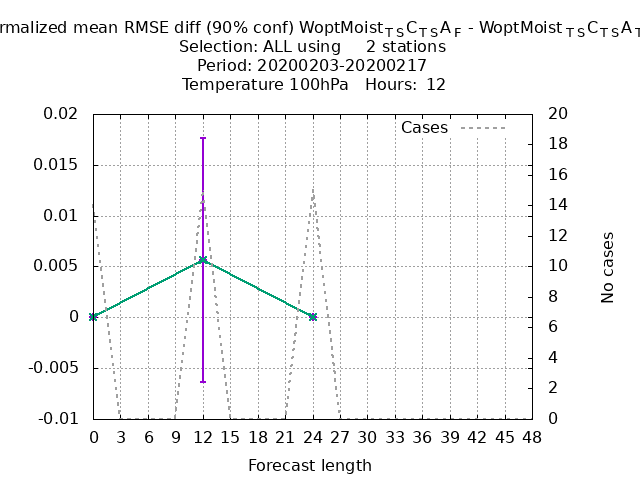 rmalized mean RMSE diff (90% conf) WoptMoistTSCTSAF - WoptMoistTSCTSAT
Selection: ALL using 2 stations
Period: 20200203-20200217
Temperature 100hPa Hours: 12
0.02
0.015
0.01
0.005
0
-0.005
-0.01
20
18
16
14
12
10
8
6
4
2
0
Cases
No cases
0 3 6 9 12 15 18 21 24 27 30 33 36 39 42 45 48
Forecast length